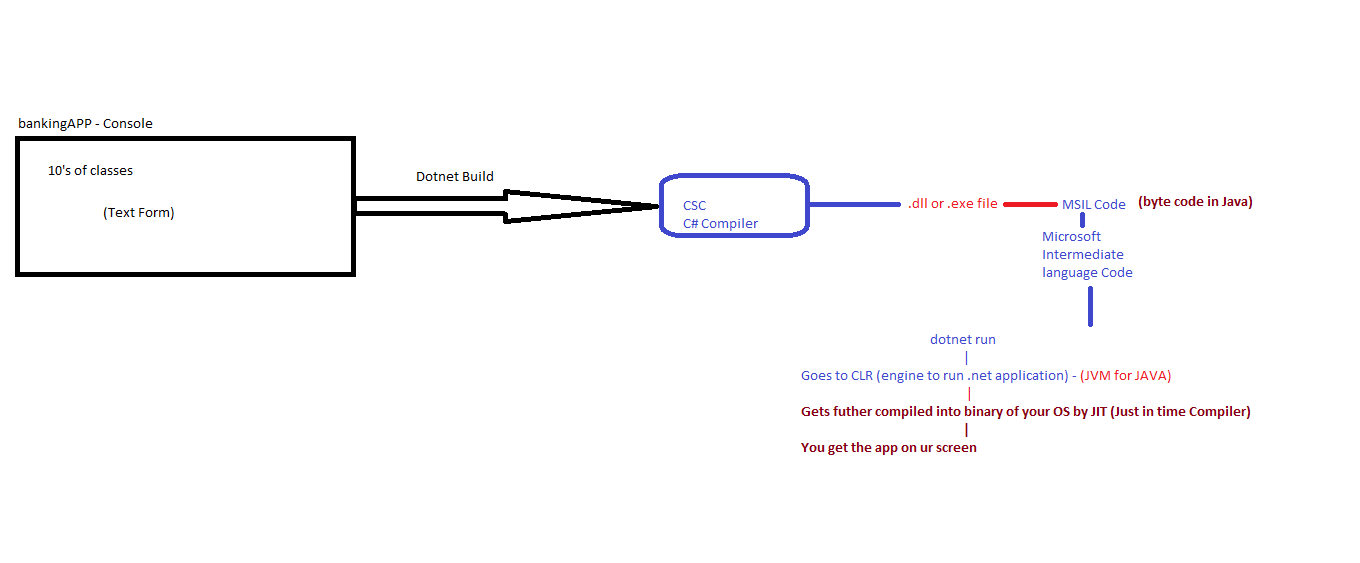 bankingAPP - Console
10's of classes
(Text Form)
Dotnet Build
CSC
C# Compiler
.dll or .exe file
MSIL Code
(byte code in Java)
Microsoft
Intermediate
language Code
dotnet run
|
Goes to CLR (engine to run .net application) - (JVM for JAVA)
|
Gets futher compiled into binary of your OS by JIT (Just in time Compiler)
|
You get the app on ur screen